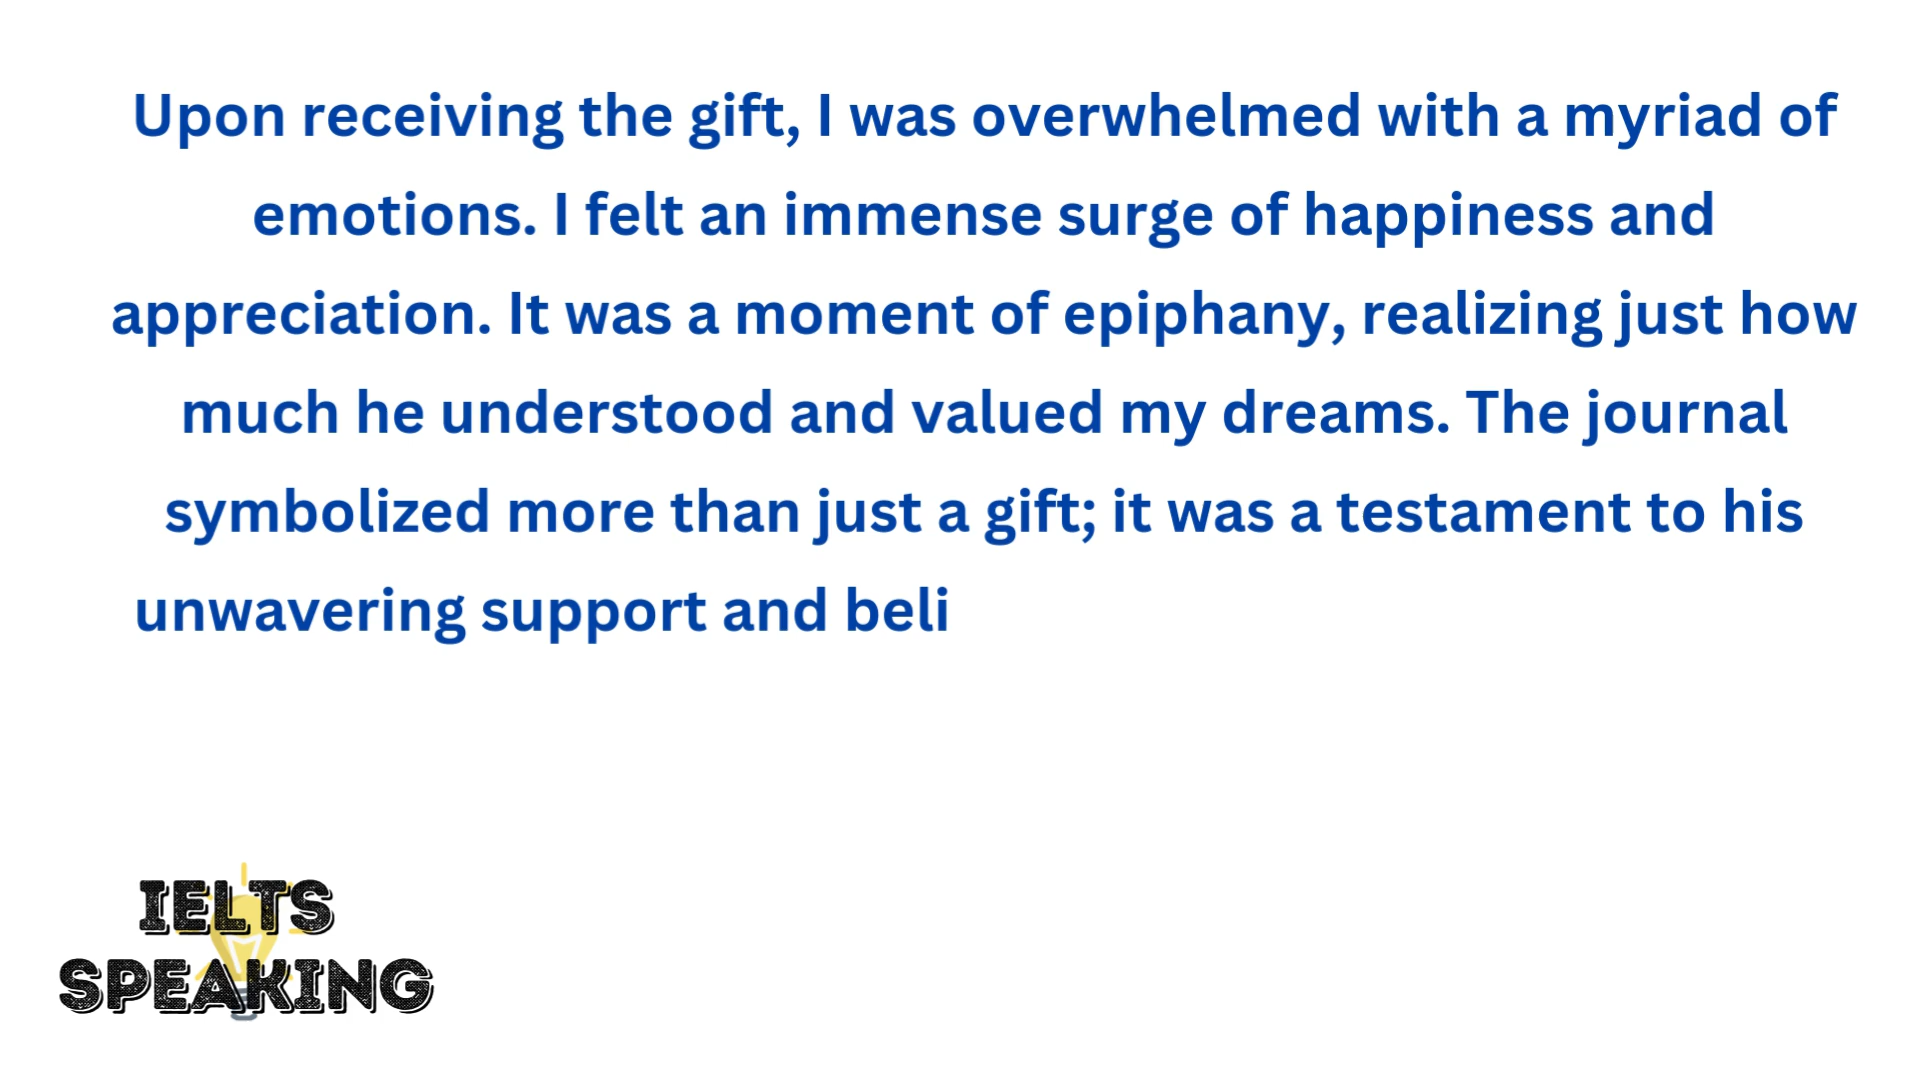 Upon receiving the gift, I was overwhelmed with a myriad of
emotions. I felt an immense surge of happiness and
appreciation. It was a moment of epiphany, realizing just how
much he understood and valued my dreams. The journal
symbolized more than just a gift; it was a testament to his
unwavering support and beli
IELTS
SPEAKING